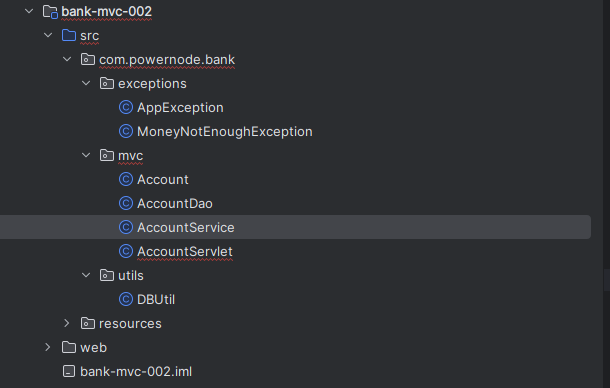 bank-mvc-002
src
com.powernode.bank
exceptions
AppException
MoneyNotEnoughException
mvc
Account
AccountDao
AccountService
AccountServlet
utils
DBUtil
resources
web
bank-mvc-002.iml